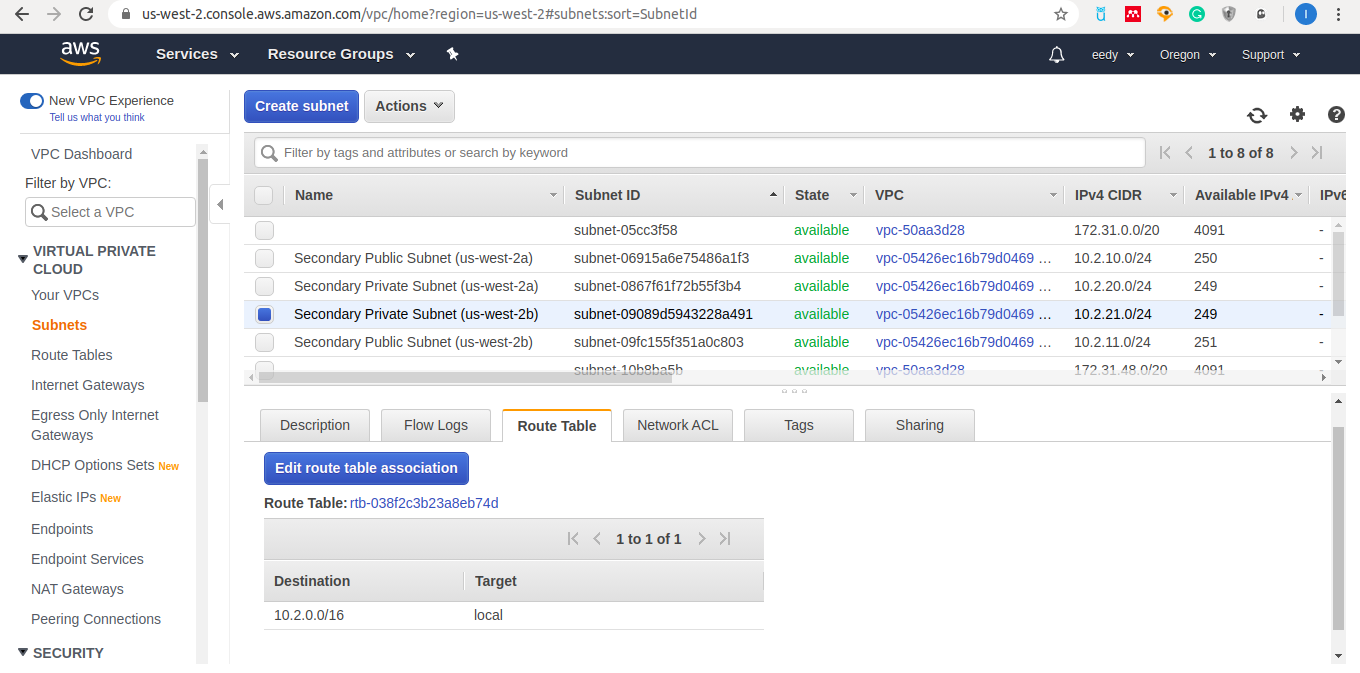 us-west-2.console.aws.amazon.com/vpc/home?region=us-west-2#subnets:sort=SubnetId
I
aws Services Resource Groups eedy Oregon Support
New VPC Experience
Tell us what you think
VPC Dashboard
Filter by VPC:
Select a VPC
VIRTUAL PRIVATE
CLOUD
Your VPCs
Subnets
Route Tables
Internet Gateways
Egress Only Internet
Gateways
DHCP Options Sets New
Elastic IPs New
Endpoints
Endpoint Services
NAT Gateways
Peering Connections
SECURITY
Create subnet Actions
Filter by tags and attributes or search by keyword 1 to 8 of 8
Name Subnet ID State VPC IPv4 CIDR Available IPv4 IPv6
subnet-05cc3f58 available vpc-50aa3d28 172.31.0.0/20 4091 -
Secondary Public Subnet (us-west-2a) subnet-06915a6e75486a1f3 available vpc-05426ec16b79d0469 … 10.2.10.0/24 250 -
Secondary Private Subnet (us-west-2a) subnet-0867f61f72b55f3b4 available vpc-05426ec16b79d0469 … 10.2.20.0/24 249 -
Secondary Private Subnet (us-west-2b) subnet-09089d5943228a491 available vpc-05426ec16b79d0469 … 10.2.21.0/24 249 -
Secondary Public Subnet (us-west-2b) subnet-09fc155f351a0c803 available vpc-05426ec16b79d0469 … 10.2.11.0/24 251 -
subnet-10b8ba5b available vpc-50aa3d28 172.31.48.0/20 4091 -
Description Flow Logs Route Table Network ACL Tags Sharing
Edit route table association
Route Table: rtb-038f2c3b23a8eb74d
1 to 1 of 1
Destination Target
10.2.0.0/16 local